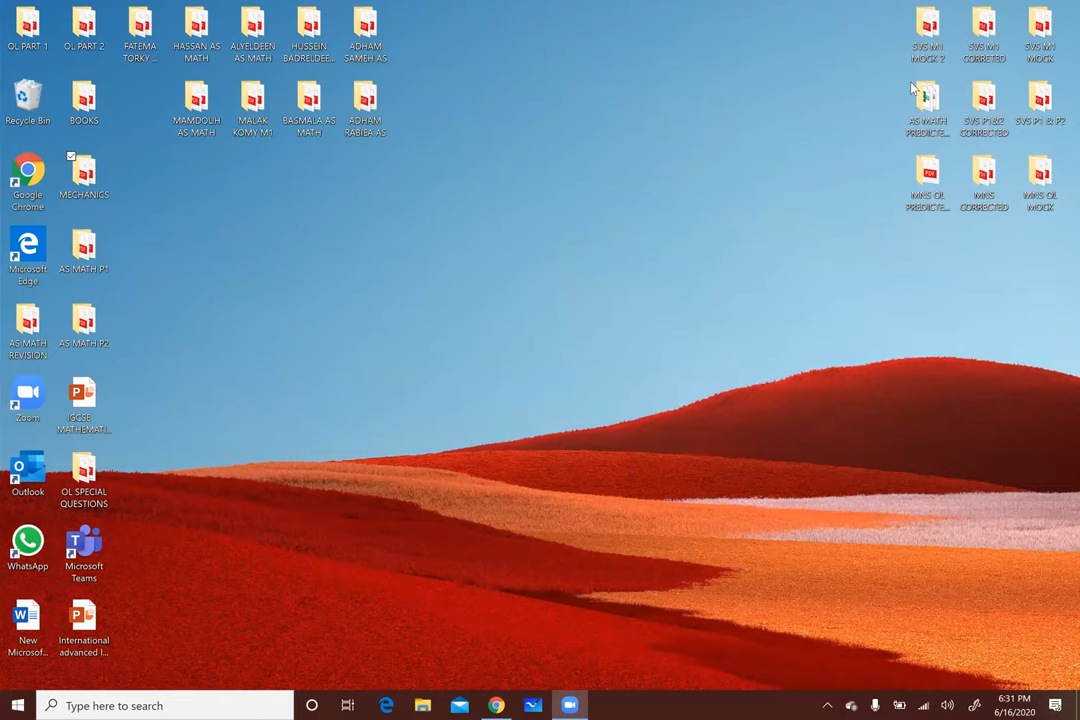 OL PART 1
OL PART 2
FATEMA
TORKY ...
HASSAN AS
MATH
ALYELDEEN
AS MATH
HUSSEIN
BADRELDEE...
ADHAM
SAMEH AS
SVS M1
MOCK 2
SVS M1
CORRETED
SVS M1
MOCK
Recycle Bin
BOOKS
MAMDOUH
AS MATH
MALAK
KOMY M1
BASMALA AS
MATH
ADHAM
RABIEA AS
AS MATH
PREDICTE...
SVS P1&2
CORRECTED
SVS P1 & P2
Google
Chrome
MECHANICS
MNS OL
PREDICTE...
MNS
CORRECTED
MNS OL
MOCK
Microsoft
Edge
AS MATH P1
AS MATH
REVISION
AS MATH P2
Zoom
IGCSE
MATHEMATI...
Outlook
OL SPECIAL
QUESTIONS
WhatsApp
Microsoft
Teams
New
Microsof...
International
advanced l...
Type here to search
6:31 PM
6/16/2020